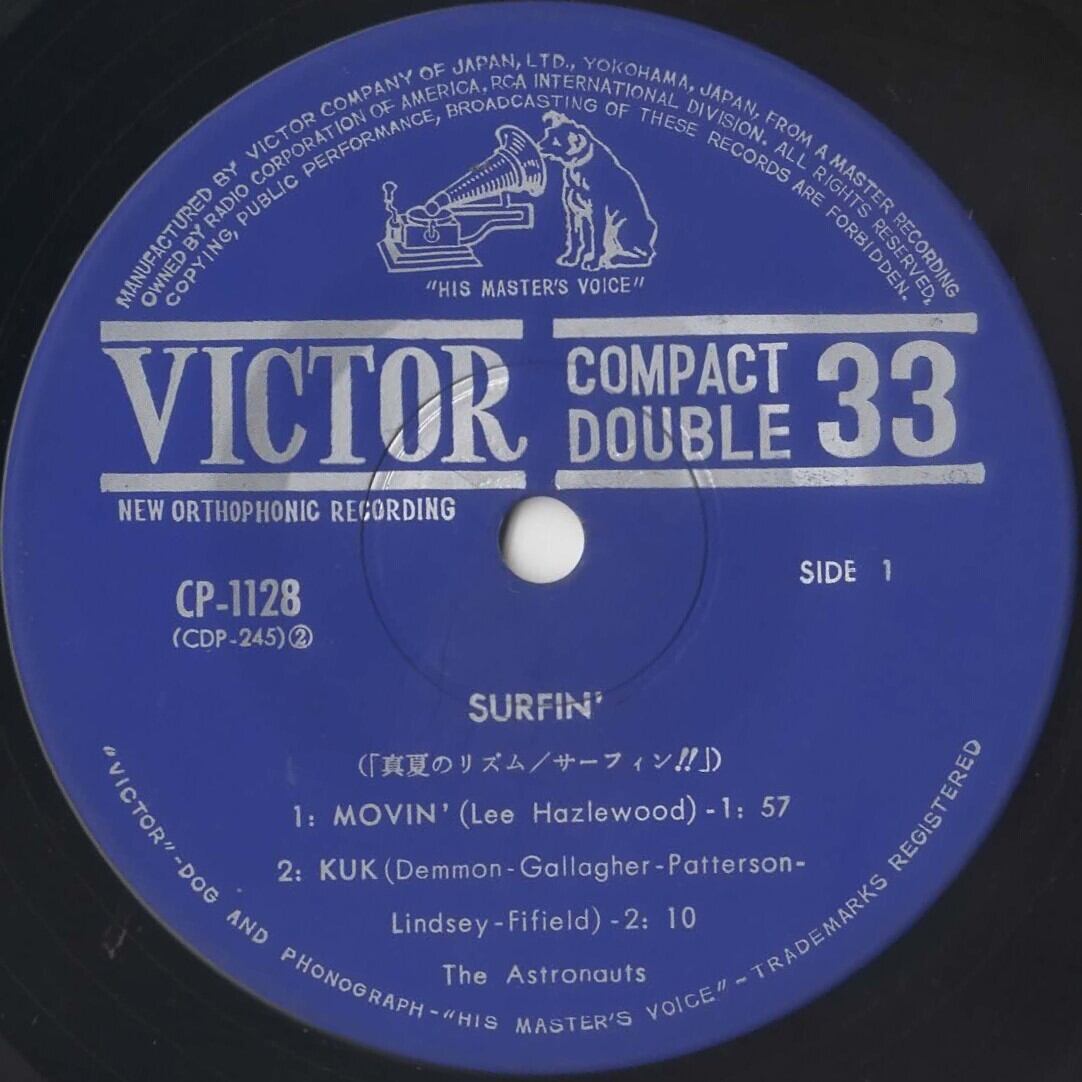 MANUFACTURED BY VICTOR COMPANY OF JAPAN, LTD., YOKOHAMA, JAPAN, FROM A MASTER RECORDING
OWNED BY RADIO CORPORATION OF AMERICA, RCA INTERNATIONAL DIVISION. ALL RIGHTS RESERVED,
COPYING, PUBLIC PERFORMANCE, BROADCASTING OF THESE RECORDS ARE FORBIDDEN.
"HIS MASTER'S VOICE"
VICTOR
COMPACT
DOUBLE 33
NEW ORTHOPHONIC RECORDING
SIDE 1
CP-1128
(CDP-245)②
SURFIN'
(「真夏のリズム/サーフィン!!」)
1: MOVIN' (Lee Hazlewood) -1: 57
2: KUK (Demmon-Gallagher-Patterson-
Lindsey-Fifield) -2: 10
The Astronauts
"VICTOR"-DOG AND PHONOGRAPH-"HIS MASTER'S VOICE"-TRADEMARKS REGISTERED